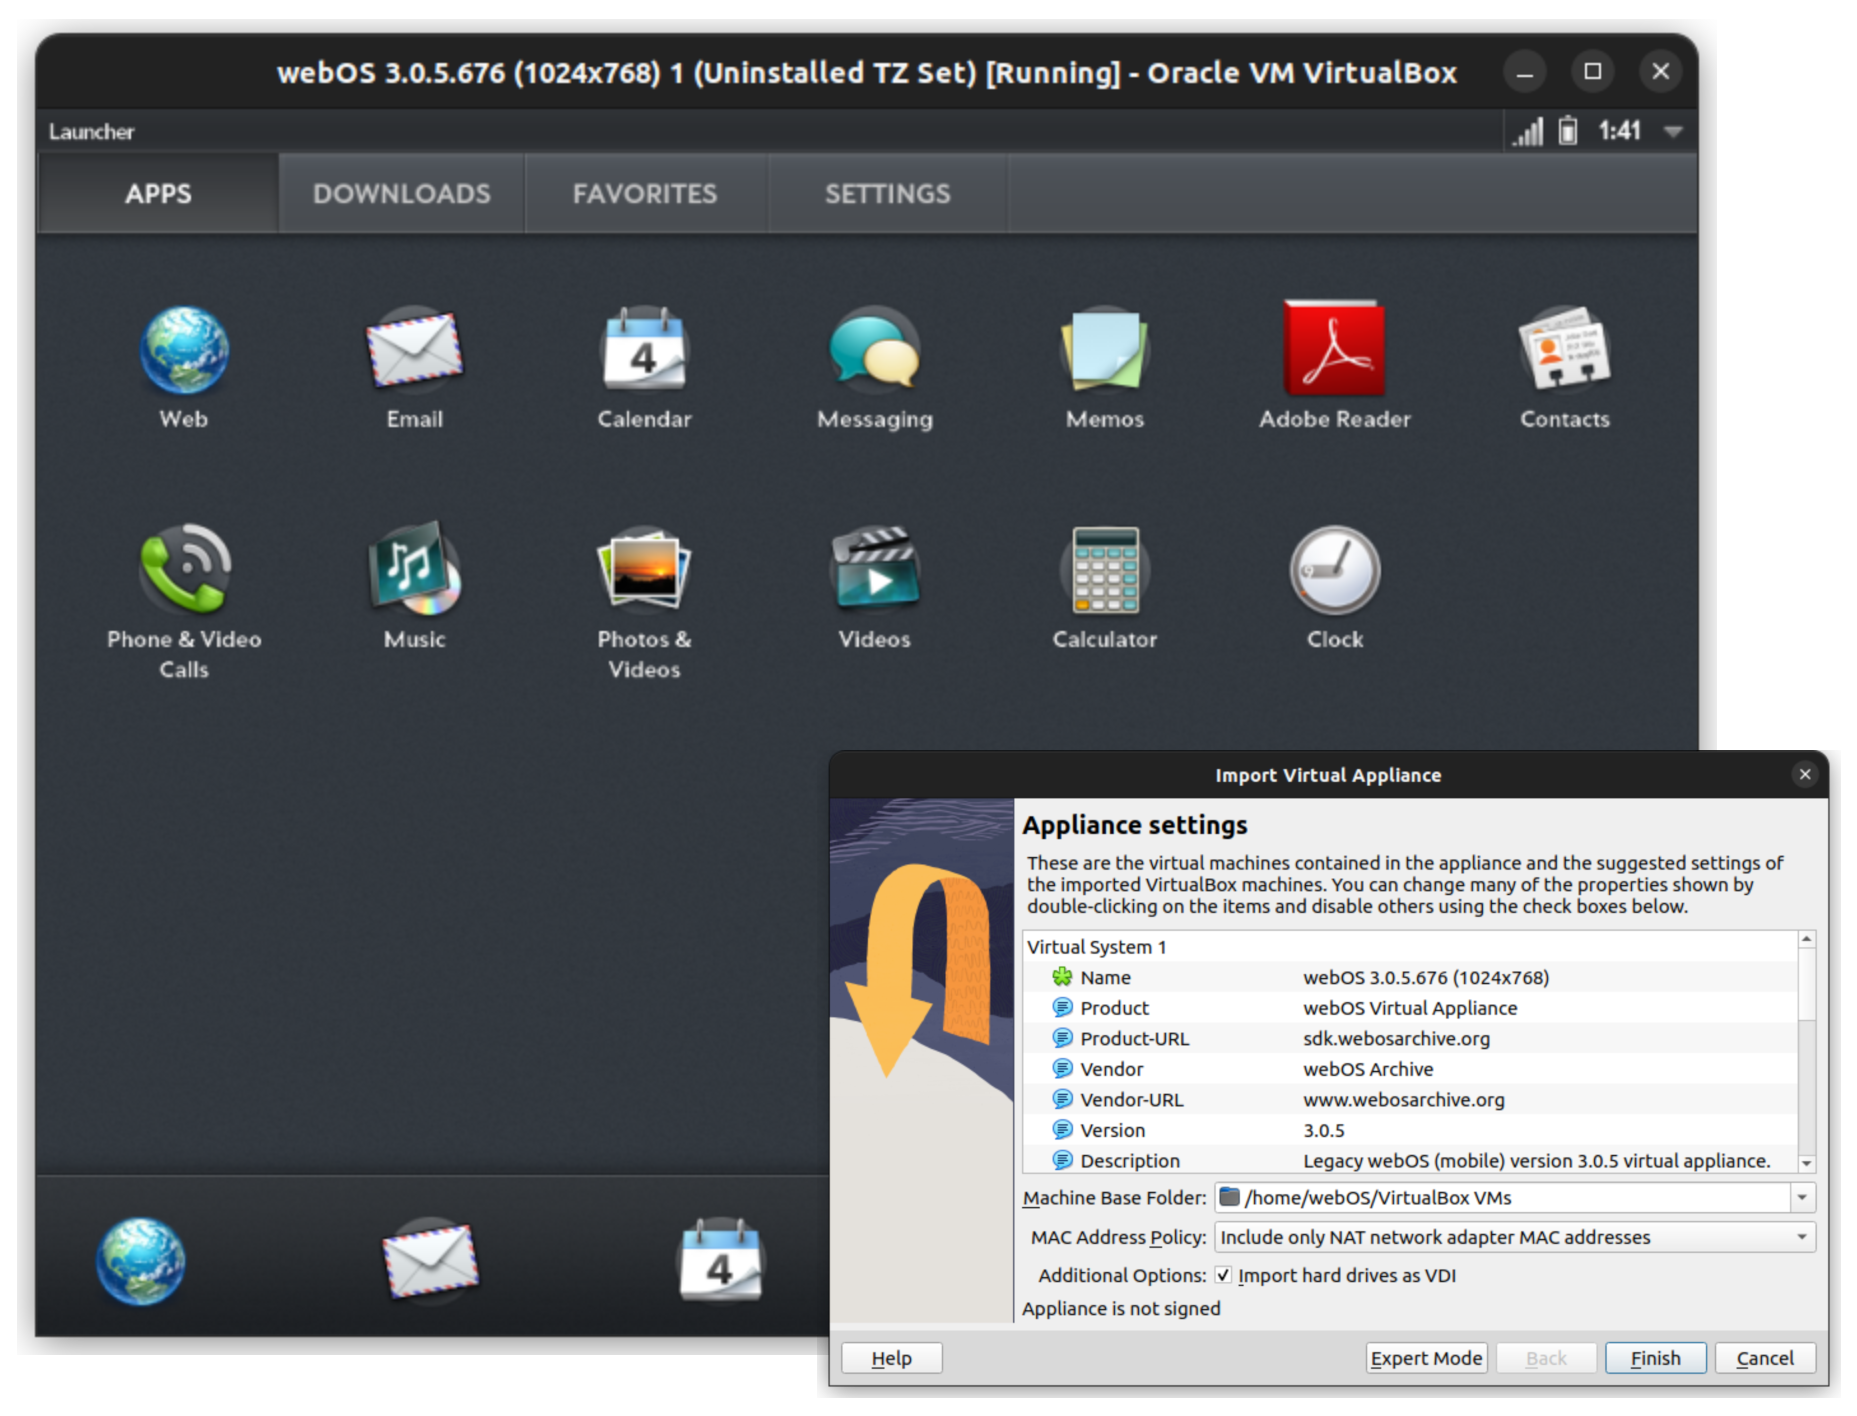 webOS 3.0.5.676 (1024x768) 1 (Uninstalled TZ Set) [Running] - Oracle VM VirtualBox
Launcher
1:41
APPS
DOWNLOADS
FAVORITES
SETTINGS
4
Web
Email
Calendar
Messaging
Memos
Adobe Reader
Contacts
9
Phone & Video
Calls
Music
Photos &
Videos
Videos
Calculator
Clock
4
Import Virtual Appliance
Appliance settings
These are the virtual machines contained in the appliance and the suggested settings of
the imported VirtualBox machines. You can change many of the properties shown by
double-clicking on the items and disable others using the check boxes below.
Virtual System 1
Name webOS 3.0.5.676 (1024x768)
Product webOS Virtual Appliance
Product-URL sdk.webosarchive.org
Vendor webOS Archive
Vendor-URL www.webosarchive.org
Version 3.0.5
Description Legacy webOS (mobile) version 3.0.5 virtual appliance.
Machine Base Folder: /home/webOS/VirtualBox VMs
MAC Address Policy: Include only NAT network adapter MAC addresses
Additional Options: Import hard drives as VDI
Appliance is not signed
Help
Expert Mode
Back
Finish
Cancel